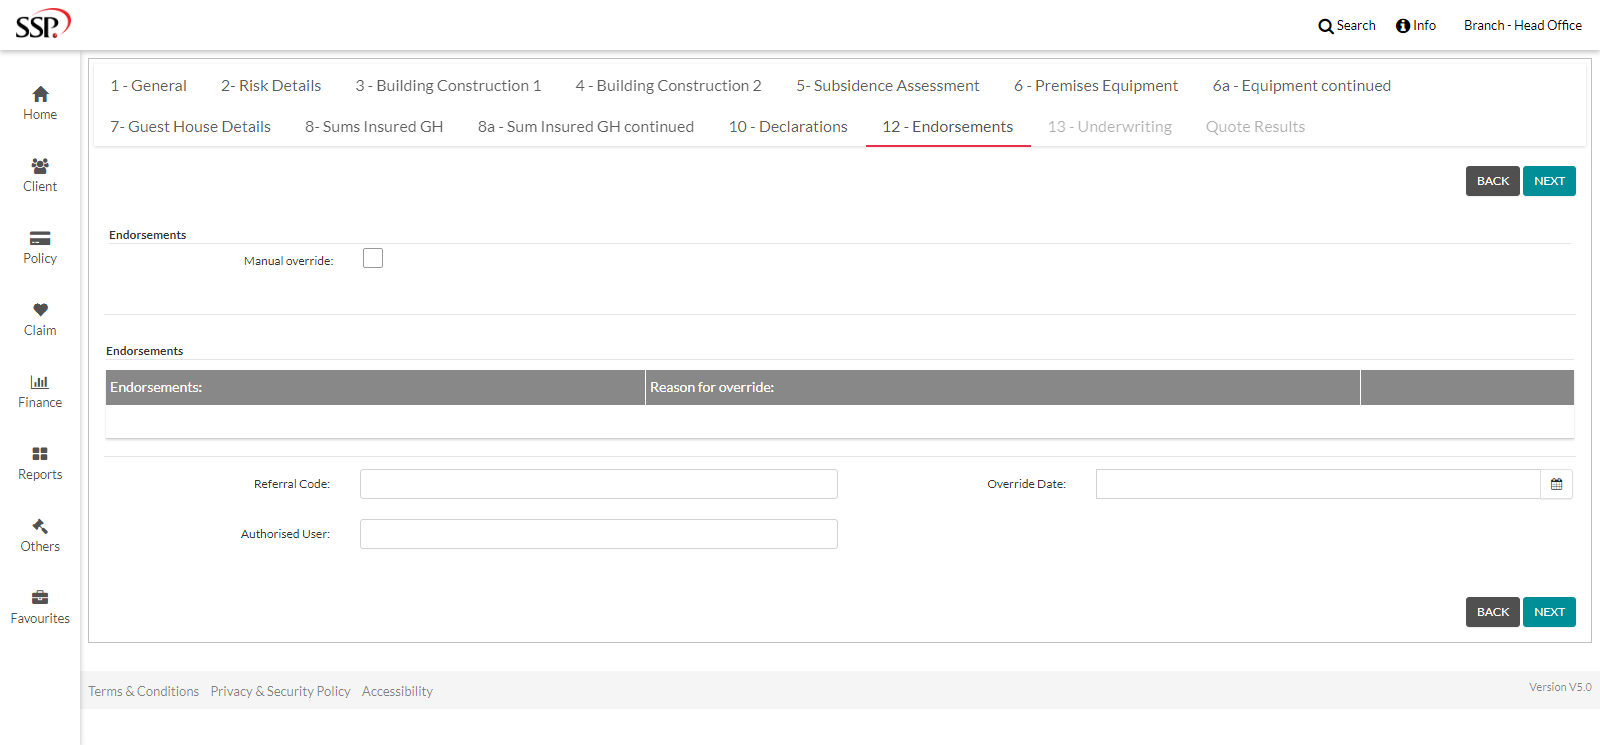 SSP
Search Info Branch - Head Office
Home
Client
Policy
Claim
Finance
Reports
Others
Favourites
1 - General 2- Risk Details 3 - Building Construction 1 4 - Building Construction 2 5- Subsidence Assessment 6 - Premises Equipment 6a - Equipment continued
7- Guest House Details 8- Sums Insured GH 8a - Sum Insured GH continued 10 - Declarations 12 - Endorsements 13 - Underwriting Quote Results
BACK NEXT
Endorsements
Manual override:
Endorsements
Endorsements: Reason for override:
Referral Code: Override Date:
Authorised User:
BACK NEXT
Terms & Conditions Privacy & Security Policy Accessibility Version V5.0